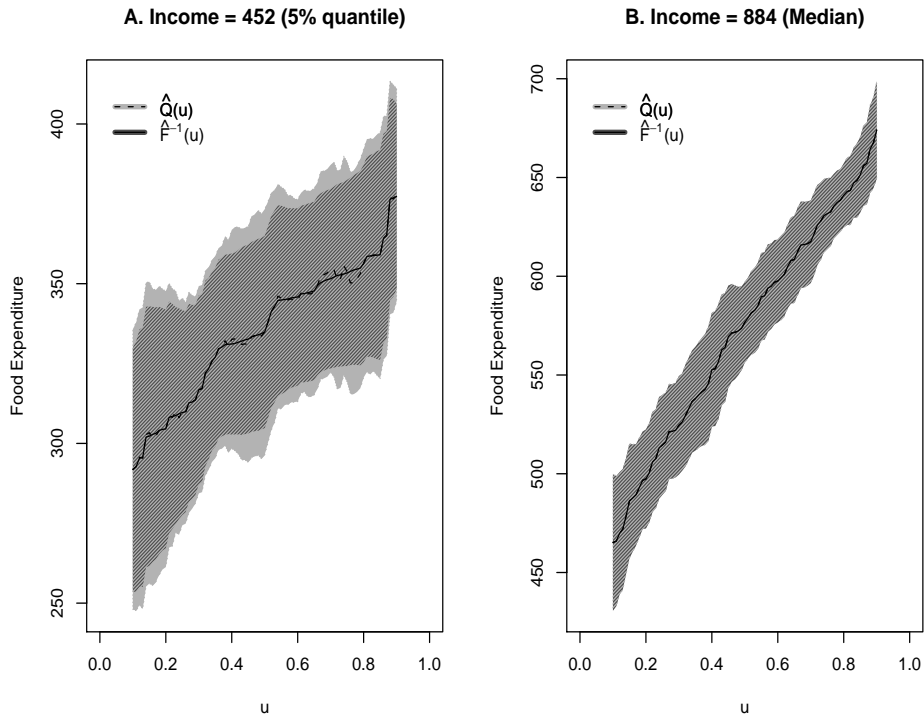 A. Income = 452 (5% quantile)
Q̂(u)
F̂⁻¹(u)
Food Expenditure
250
300
350
400
0.0 0.2 0.4 0.6 0.8 1.0
u
B. Income = 884 (Median)
Q̂(u)
F̂⁻¹(u)
Food Expenditure
450
500
550
600
650
700
0.0 0.2 0.4 0.6 0.8 1.0
u